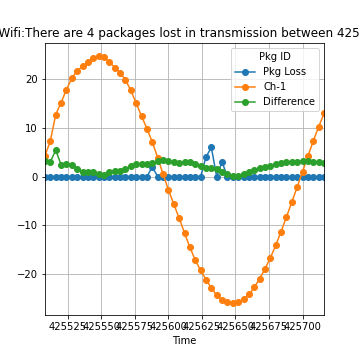 Wifi:There are 4 packages lost in transmission between 425
Pkg ID
Pkg Loss
Ch-1
Difference
20
10
0
−10
−20
425525 425550 425575 425600 425625 425650 425675 425700
Time